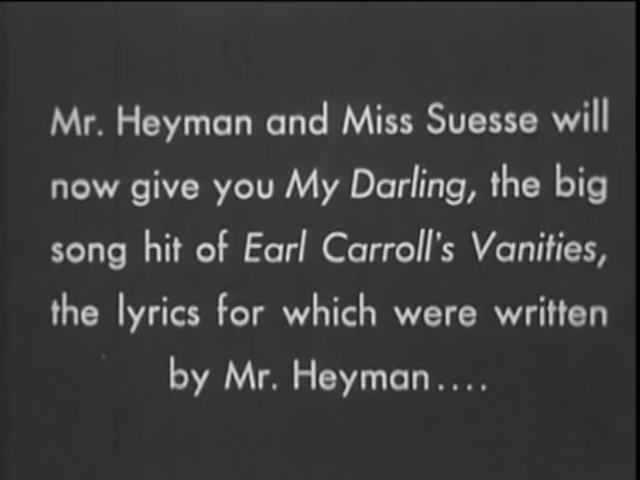 Mr. Heyman and Miss Suesse will
now give you My Darling, the big
song hit of Earl Carroll's Vanities,
the lyrics for which were written
by Mr. Heyman....